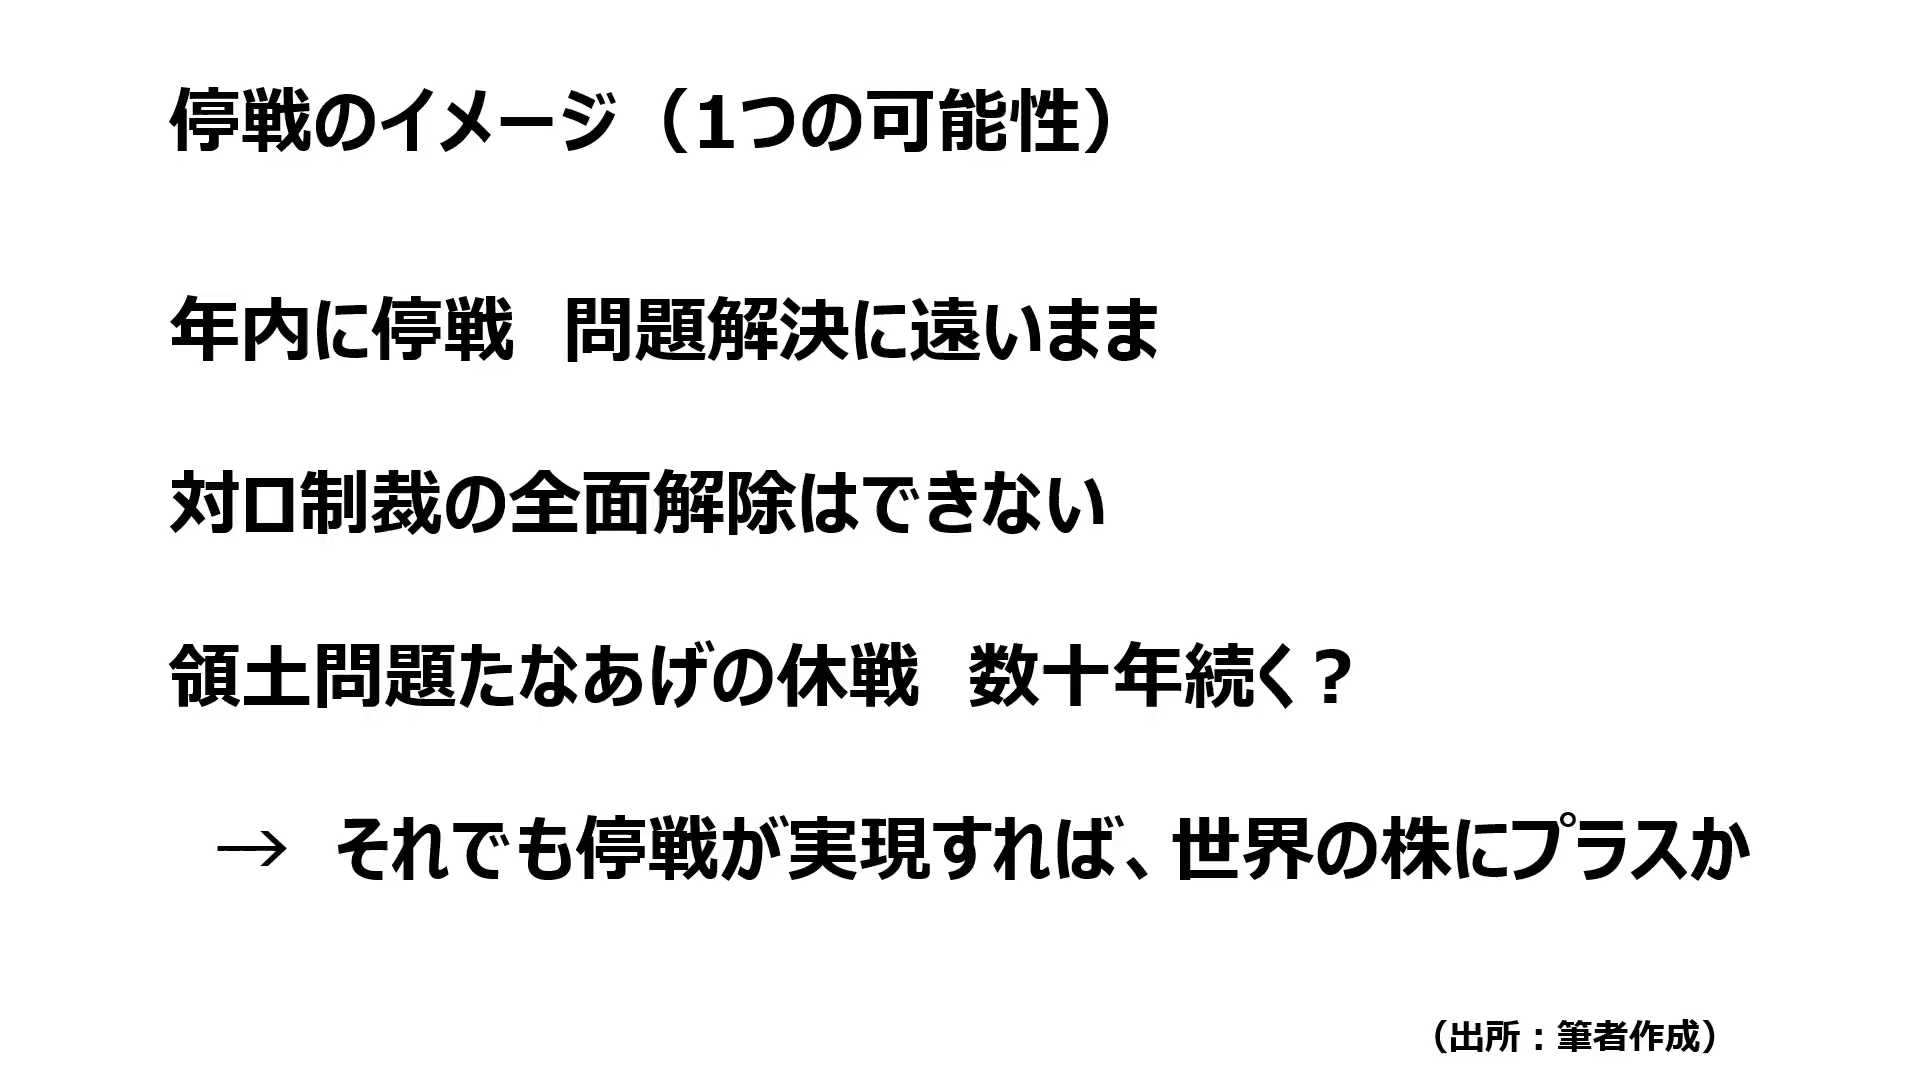 停戦のイメージ（1つの可能性）
年内に停戦　問題解決に遠いまま
対ロ制裁の全面解除はできない
領土問題たなあげの休戦　数十年続く？
→　それでも停戦が実現すれば、世界の株にプラスか
（出所：筆者作成）